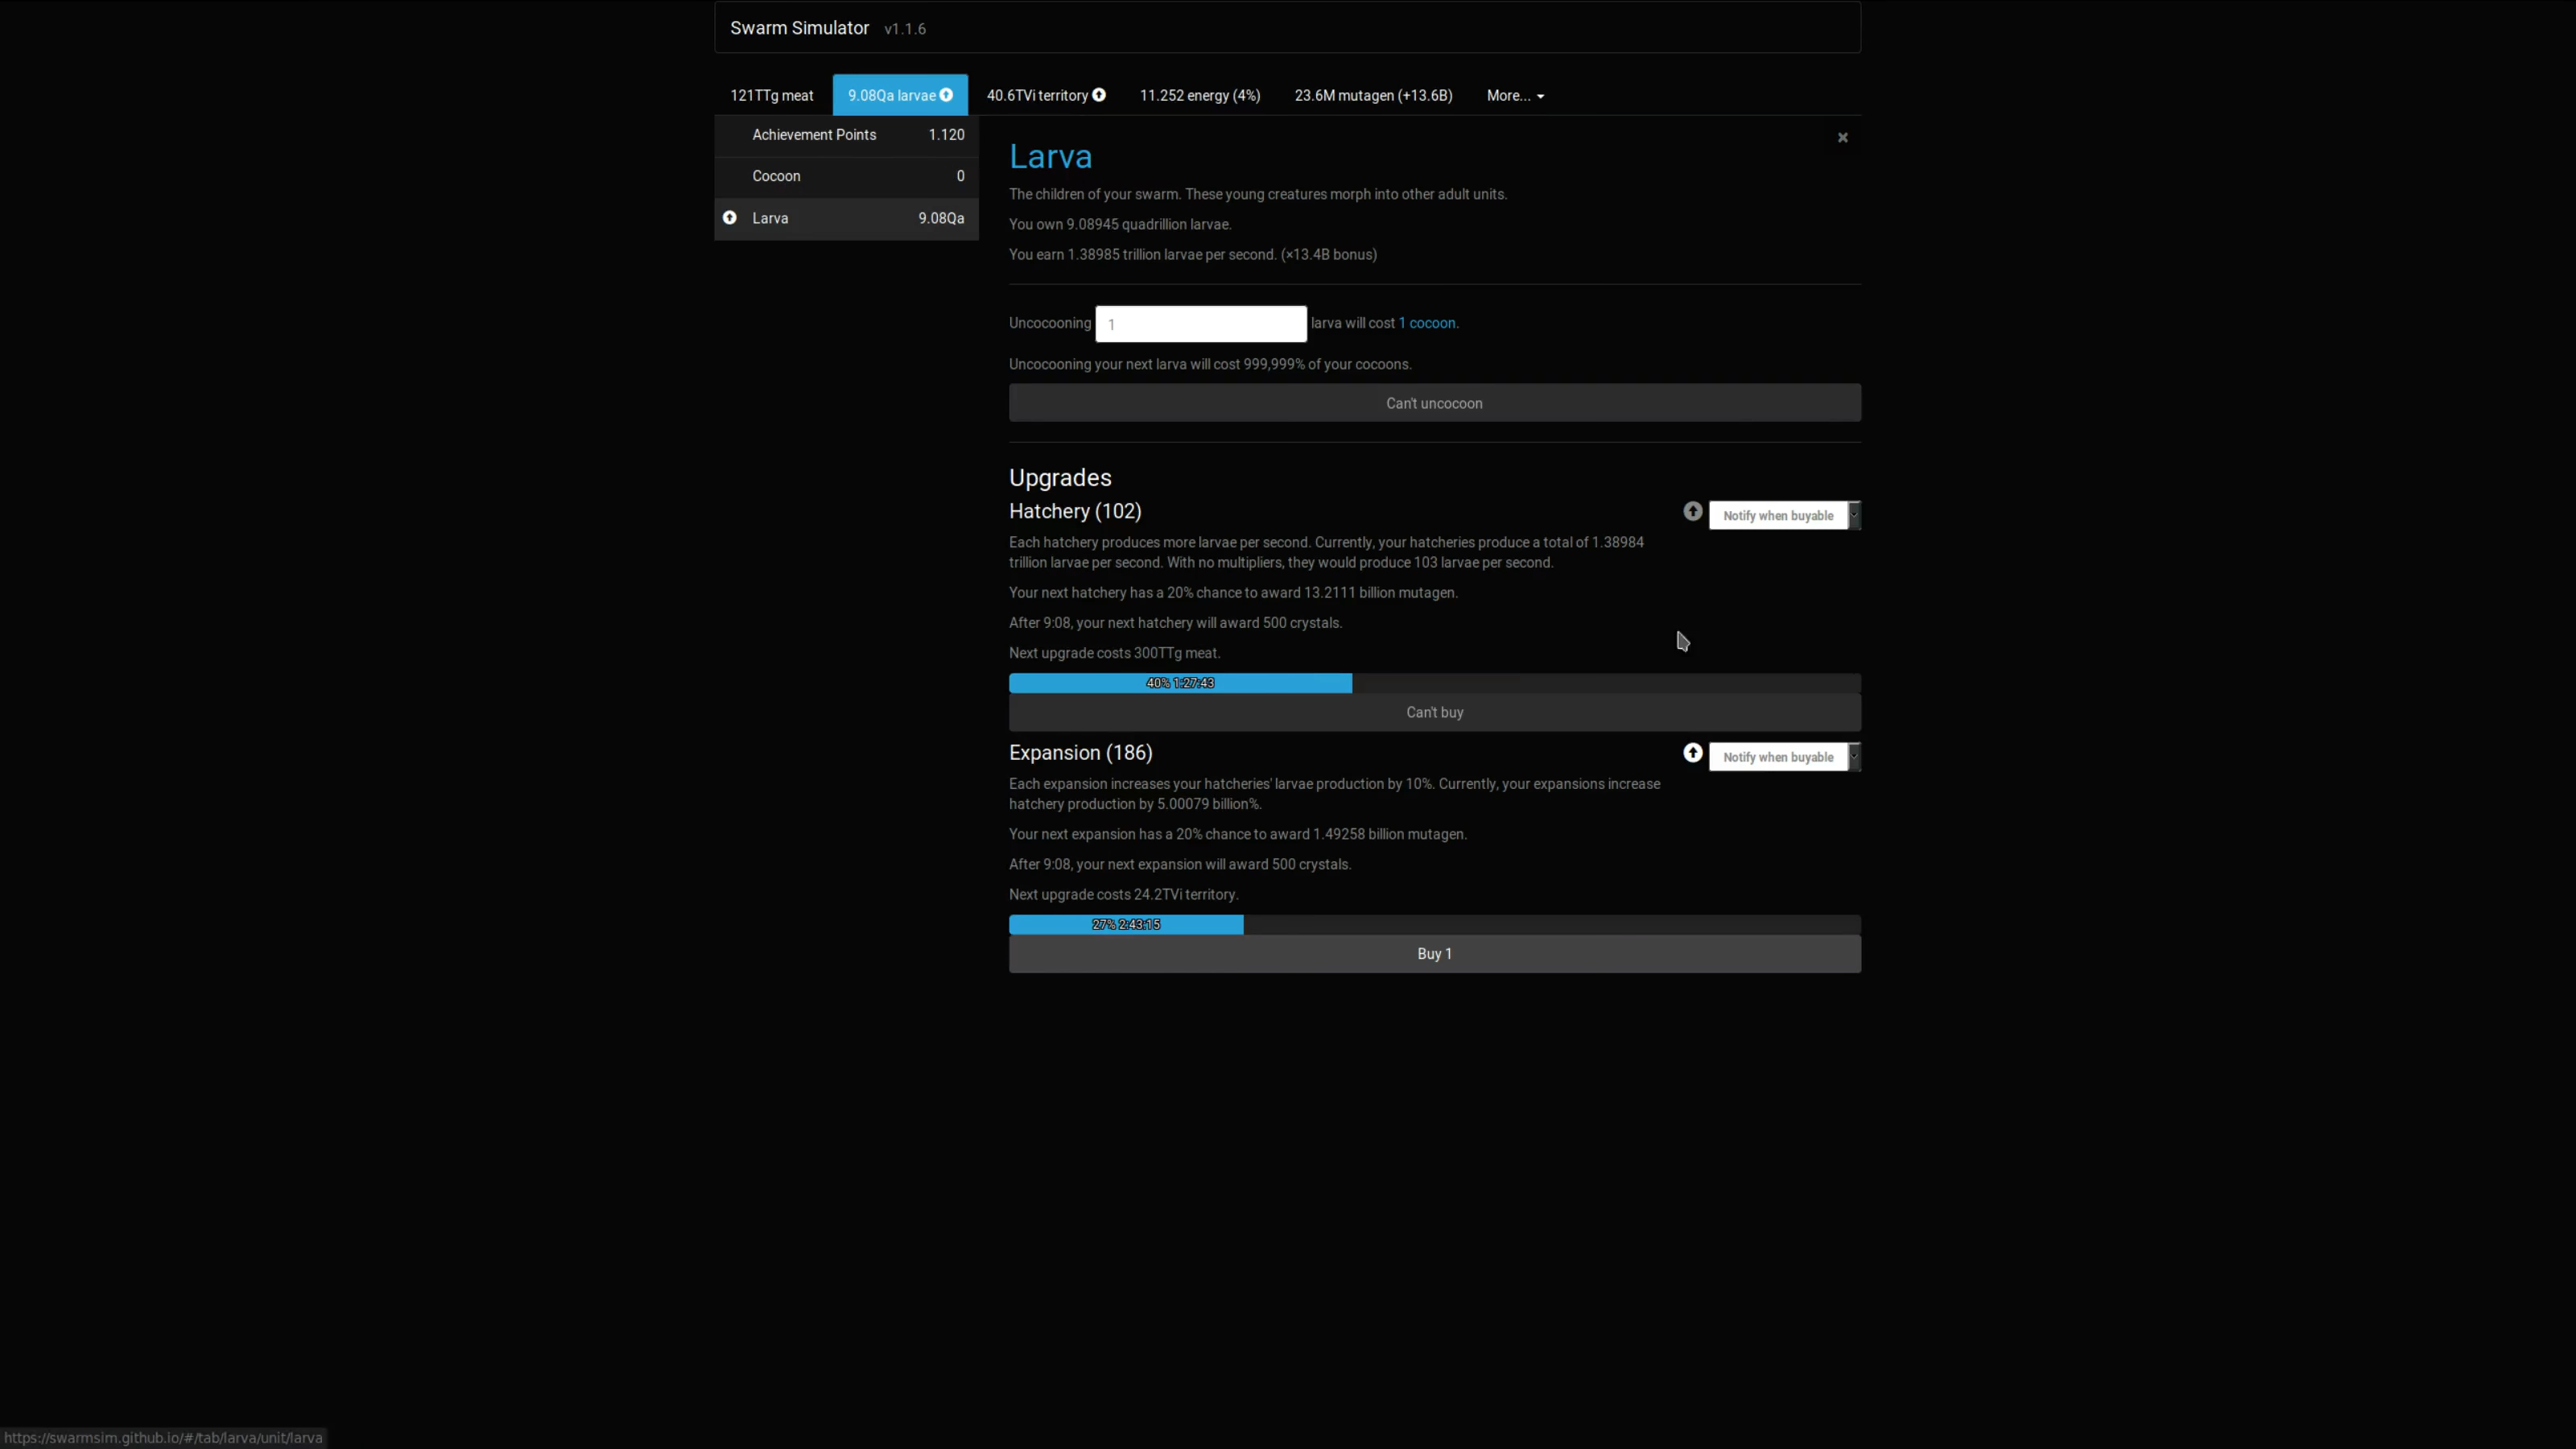 Swarm Simulator v1.1.6
121TTg meat 9.08Qa larvae 40.6TVi territory 11.252 energy (4%) 23.6M mutagen (+13.6B) More...
Achievement Points 1.120
Cocoon 0
Larva 9.08Qa
Larva
The children of your swarm. These young creatures morph into other adult units.
You own 9.08945 quadrillion larvae.
You earn 1.38985 trillion larvae per second. (×13.4B bonus)
Uncocooning 1 larva will cost 1 cocoon.
Uncocooning your next larva will cost 999,999% of your cocoons.
Can't uncocoon
Upgrades
Hatchery (102) Notify when buyable
Each hatchery produces more larvae per second. Currently, your hatcheries produce a total of 1.38984
trillion larvae per second. With no multipliers, they would produce 103 larvae per second.
Your next hatchery has a 20% chance to award 13.2111 billion mutagen.
After 9:08, your next hatchery will award 500 crystals.
Next upgrade costs 300TTg meat.
40% 1:27:43
Can't buy
Expansion (186) Notify when buyable
Each expansion increases your hatcheries' larvae production by 10%. Currently, your expansions increase
hatchery production by 5.00079 billion%.
Your next expansion has a 20% chance to award 1.49258 billion mutagen.
After 9:08, your next expansion will award 500 crystals.
Next upgrade costs 24.2TVi territory.
27% 2:43:15
Buy 1
https://swarmsim.github.io/#/tab/larva/unit/larva